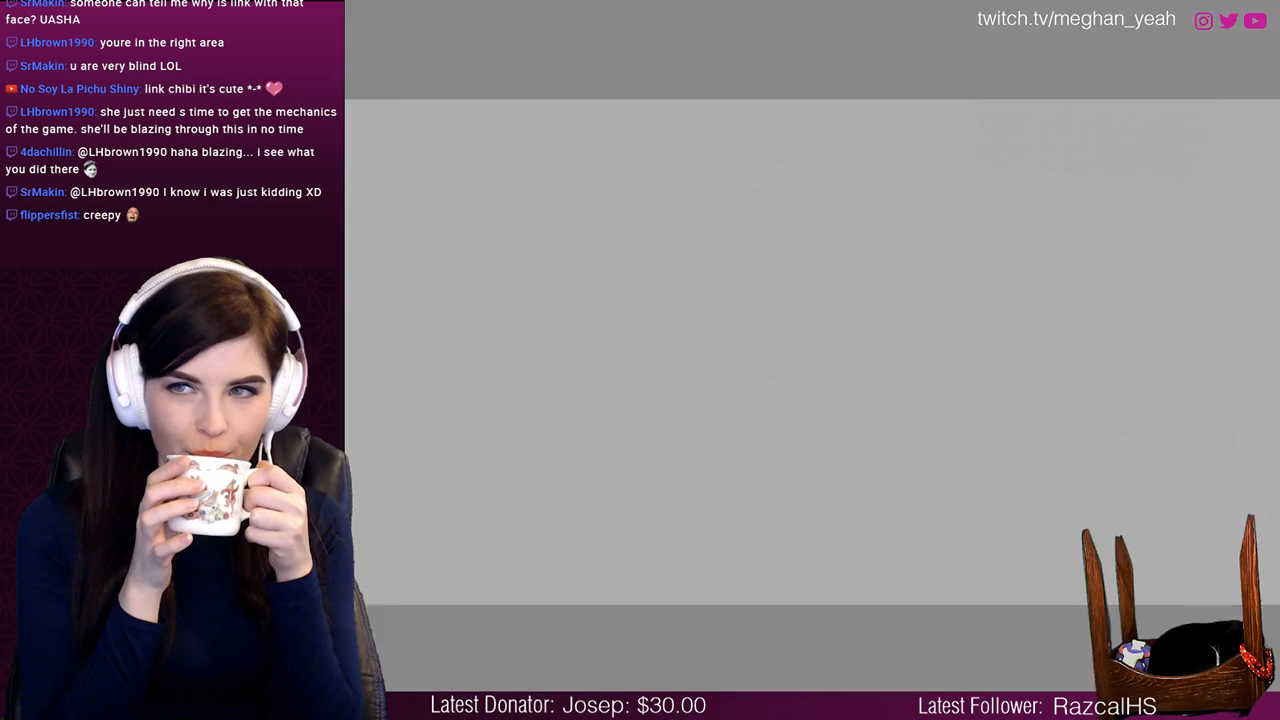 SrMakin: someone can tell me why is link with that
face? UASHA
LHbrown1990: youre in the right area
SrMakin: u are very blind LOL
No Soy La Pichu Shiny: link chibi it's cute *-*
LHbrown1990: she just need s time to get the mechanics
of the game. she'll be blazing through this in no time
4dachillin: @LHbrown1990 haha blazing... i see what
you did there
SrMakin: @LHbrown1990 I know i was just kidding XD
flippersfist: creepy
twitch.tv/meghan_yeah
Latest Donator: Josep: $30.00
Latest Follower: RazcalHS